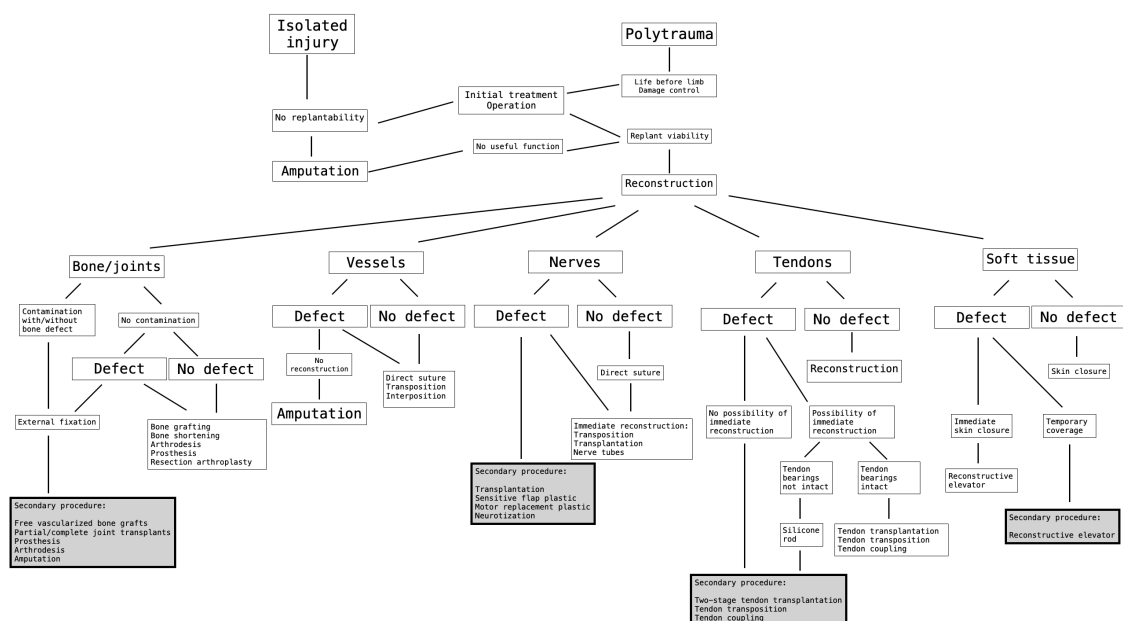 Isolated
injury
Polytrauma
Life before limb
Damage control
Initial treatment
Operation
No replantability
Replant viability
No useful function
Amputation
Reconstruction
Bone/joints
Vessels
Nerves
Tendons
Soft tissue
Contamination
with/without
bone defect
No contamination
Defect
No defect
External fixation
Bone grafting
Bone shortening
Arthrodesis
Prosthesis
Resection arthroplasty
Secondary procedure:
Free vascularized bone grafts
Partial/complete joint transplants
Prosthesis
Arthrodesis
Amputation
Defect
No defect
No
reconstruction
Amputation
Direct suture
Transposition
Interposition
Defect
No defect
Direct suture
Immediate reconstruction:
Transposition
Transplantation
Nerve tubes
Secondary procedure:
Transplantation
Sensitive flap plastic
Motor replacement plastic
Neurotization
Defect
No defect
Reconstruction
No possibility of
immediate
reconstruction
Possibility of
immediate
reconstruction
Tendon
bearings
not intact
Tendon
bearings
intact
Silicone
rod
Tendon transplantation
Tendon transposition
Tendon coupling
Secondary procedure:
Two-stage tendon transplantation
Tendon transposition
Tendon coupling
Defect
No defect
Skin closure
Immediate
skin closure
Temporary
coverage
Reconstructive
elevator
Secondary procedure:
Reconstructive elevator